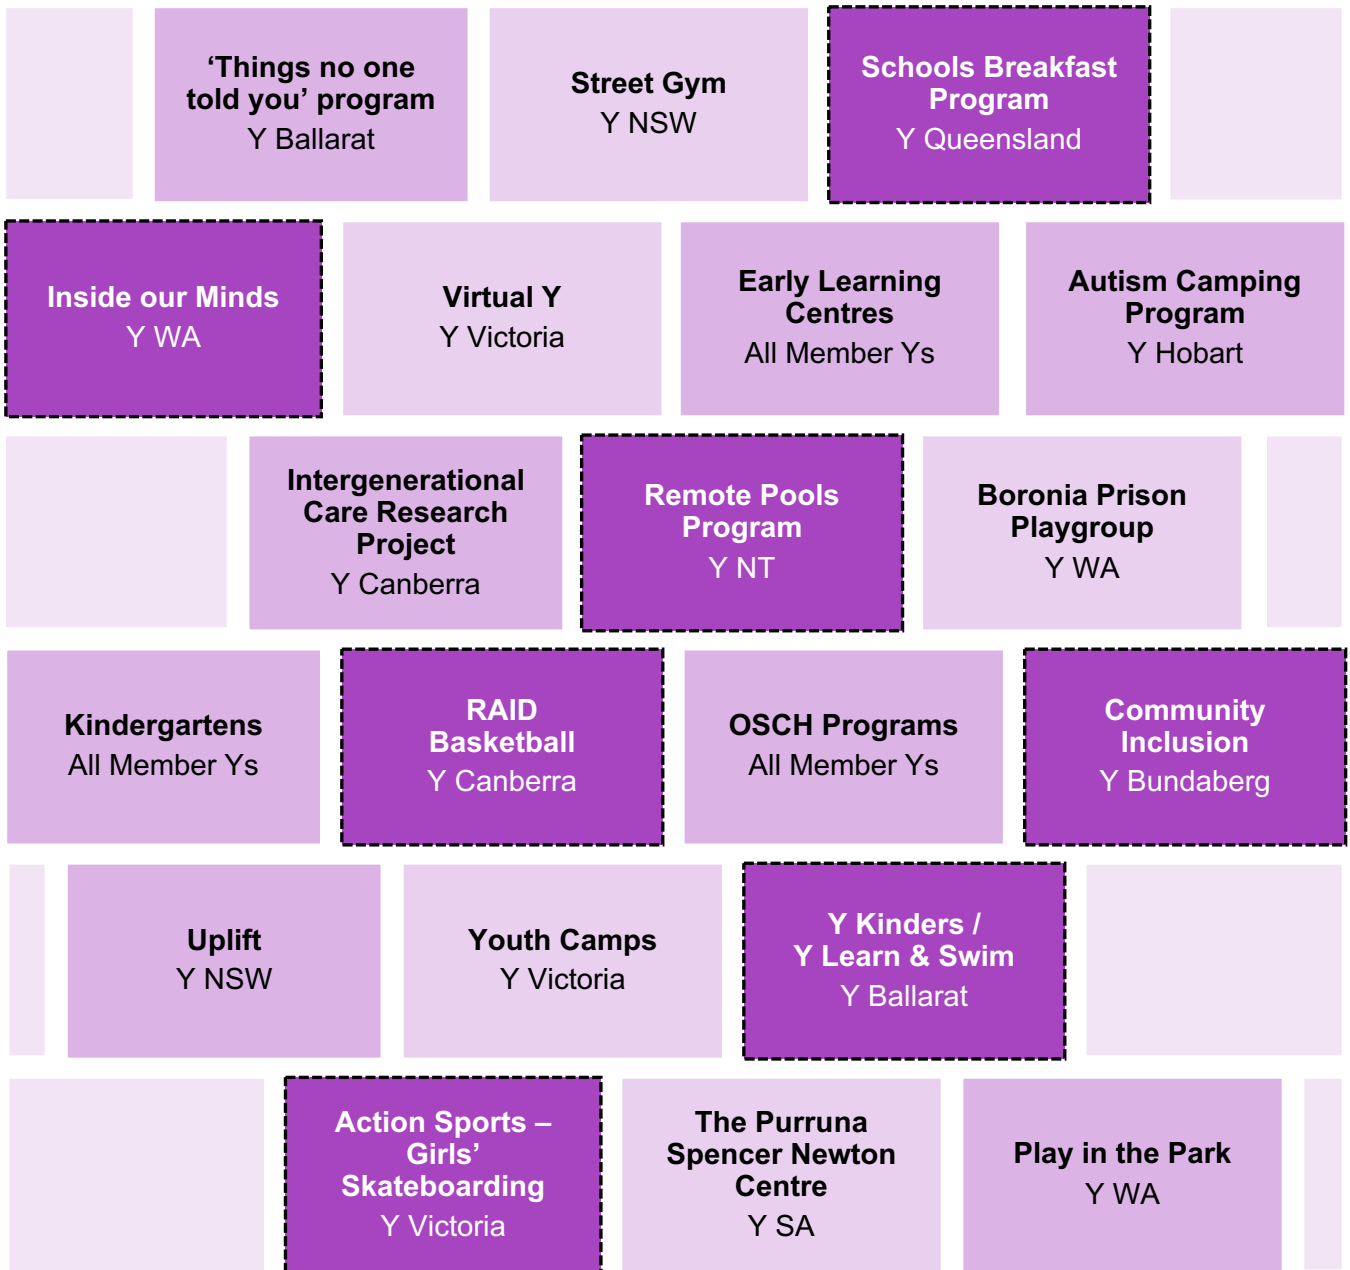 ‘Things no one
told you’ program
Y Ballarat
Street Gym
Y NSW
Schools Breakfast
Program
Y Queensland
Inside our Minds
Y WA
Virtual Y
Y Victoria
Early Learning
Centres
All Member Ys
Autism Camping
Program
Y Hobart
Intergenerational
Care Research
Project
Y Canberra
Remote Pools
Program
Y NT
Boronia Prison
Playgroup
Y WA
Kindergartens
All Member Ys
RAID
Basketball
Y Canberra
OSCH Programs
All Member Ys
Community
Inclusion
Y Bundaberg
Uplift
Y NSW
Youth Camps
Y Victoria
Y Kinders /
Y Learn & Swim
Y Ballarat
Action Sports –
Girls’
Skateboarding
Y Victoria
The Purruna
Spencer Newton
Centre
Y SA
Play in the Park
Y WA